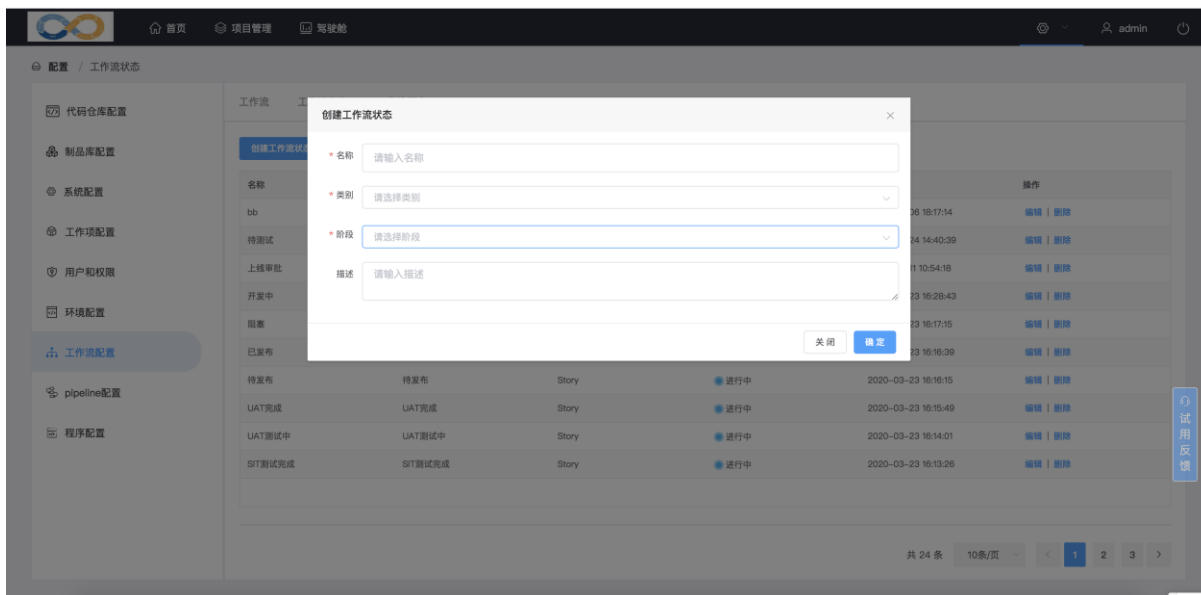 首页 项目管理 驾驶舱 admin
配置 / 工作流状态
代码仓库配置
制品库配置
系统配置
工作项配置
用户和权限
环境配置
工作流配置
pipeline配置
程序配置
工作流
创建工作流状态
创建工作流状态
* 名称 请输入名称
* 类别 请选择类别
* 阶段 请选择阶段
描述 请输入描述
关闭 确定
名称 操作
bb 06 18:17:14 编辑 | 删除
待测试 24 14:40:39 编辑 | 删除
上线审批 11 10:54:18 编辑 | 删除
开发中 23 16:28:43 编辑 | 删除
阻塞 23 16:17:15 编辑 | 删除
已发布 23 16:16:39 编辑 | 删除
待发布 待发布 Story 进行中 2020-03-23 16:16:15 编辑 | 删除
UAT完成 UAT完成 Story 进行中 2020-03-23 16:15:49 编辑 | 删除
UAT测试中 UAT测试中 Story 进行中 2020-03-23 16:14:01 编辑 | 删除
SIT测试完成 SIT测试完成 Story 进行中 2020-03-23 16:13:26 编辑 | 删除
共 24 条 10条/页 < 1 2 3 >
试用反馈